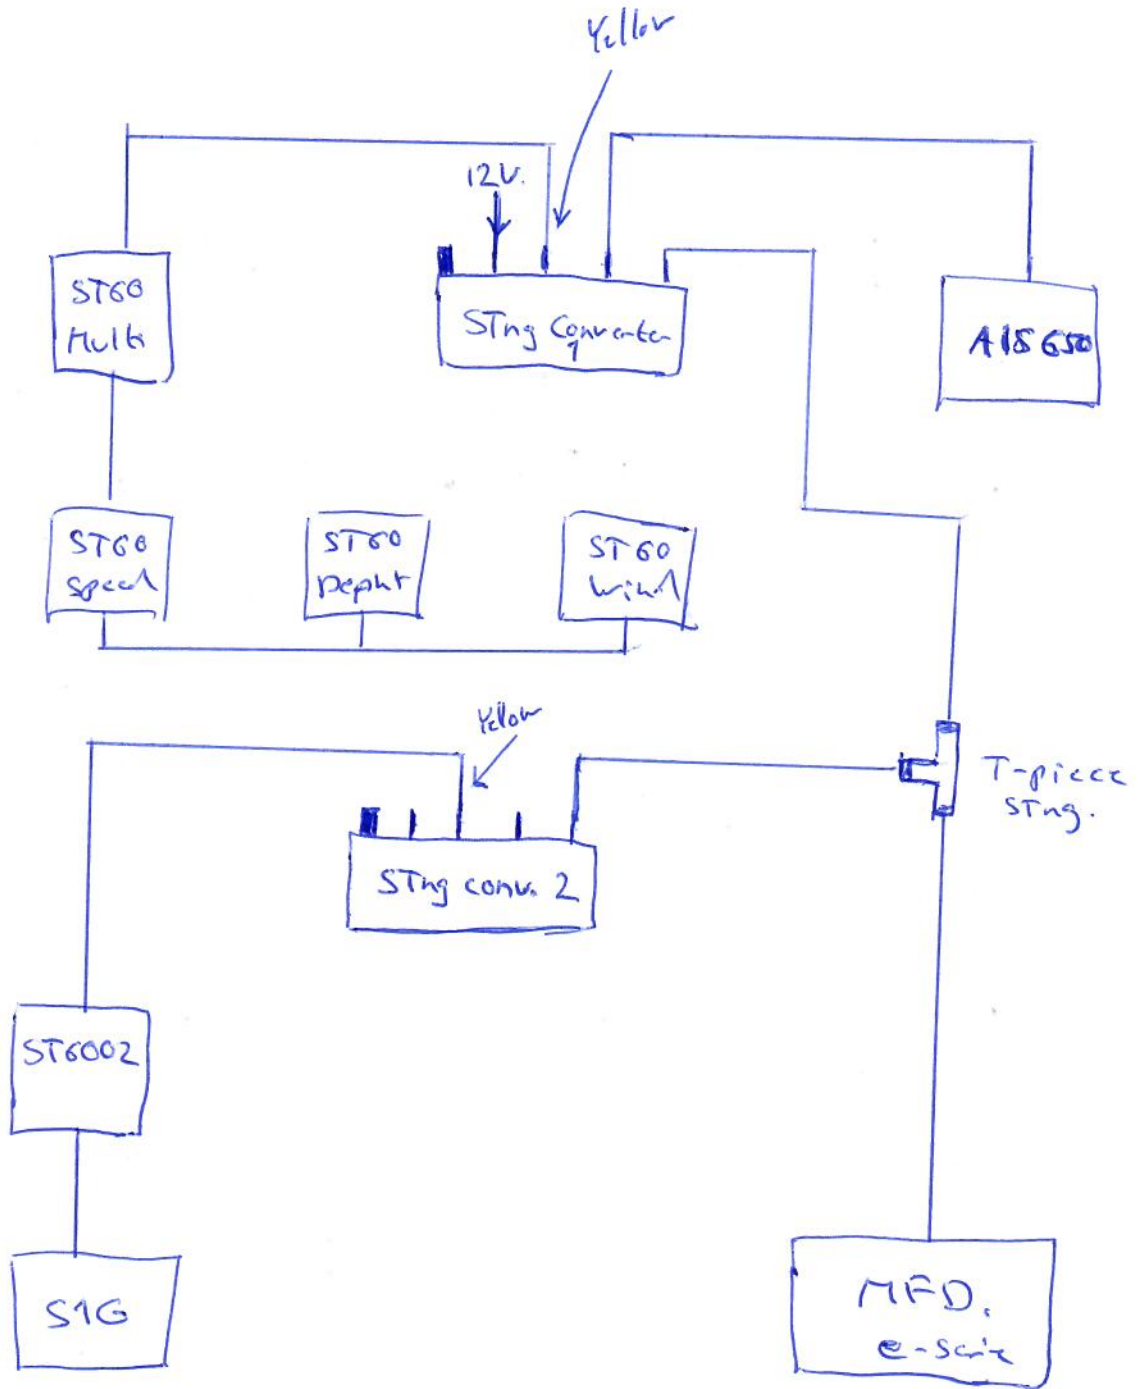 Yellow
12V.
ST60
Multi
STng Converter
1
AIS 650
ST60
Speed
ST60
Depht
ST60
Wind
Yellow
T-piece
STng.
STng conv. 2
ST6002
S1G
MFD.
e-serie